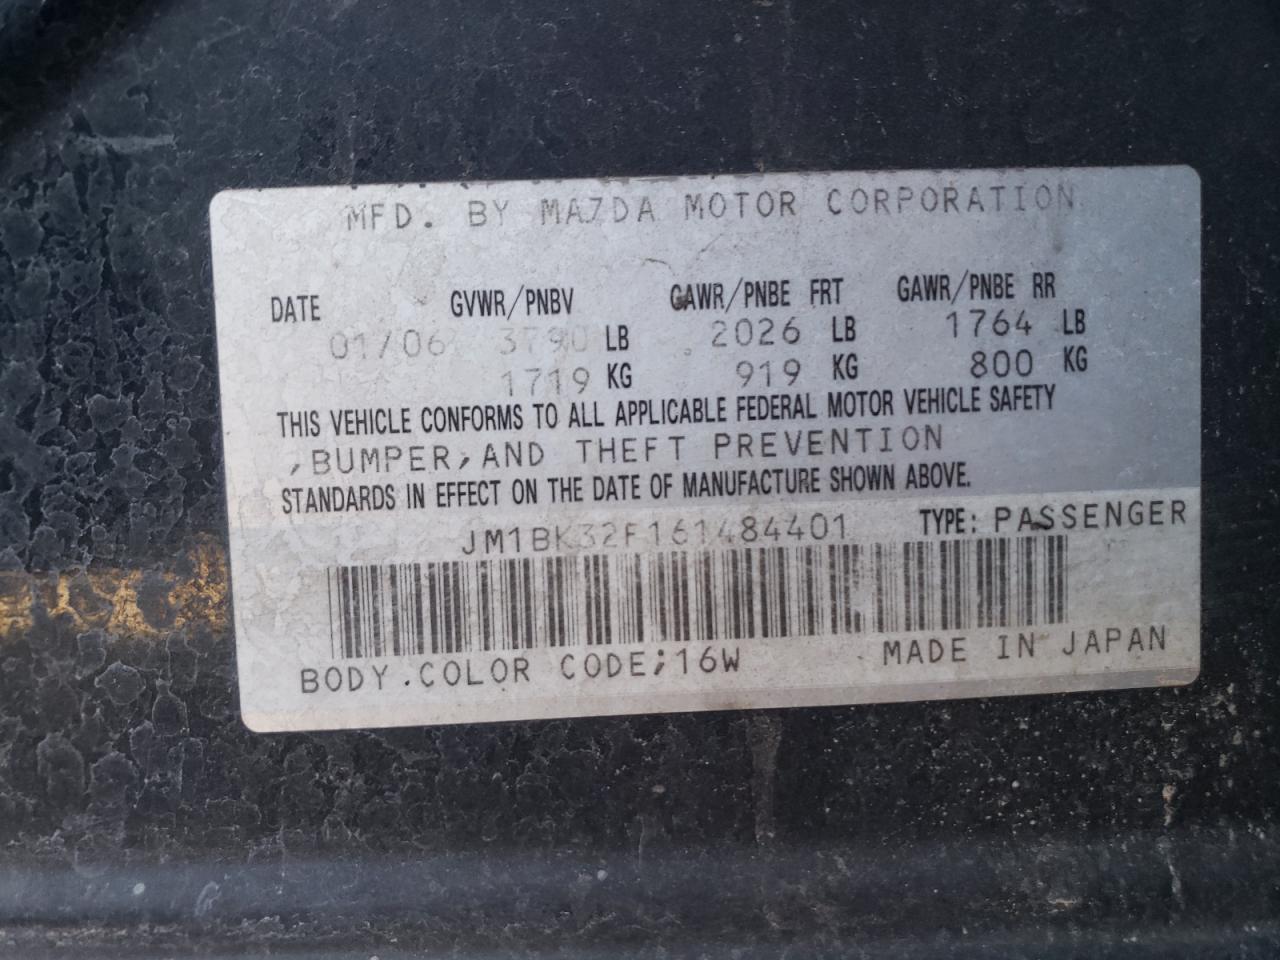 MFD. BY MAZDA MOTOR CORPORATION
DATE GVWR/PNBV GAWR/PNBE FRT GAWR/PNBE RR
01/06 3790 LB 2026 LB 1764 LB
1719 KG 919 KG 800 KG
THIS VEHICLE CONFORMS TO ALL APPLICABLE FEDERAL MOTOR VEHICLE SAFETY
,BUMPER,AND THEFT PREVENTION
STANDARDS IN EFFECT ON THE DATE OF MANUFACTURE SHOWN ABOVE.
JM1BK32F161484401 TYPE: PASSENGER
BODY.COLOR CODE;16W MADE IN JAPAN